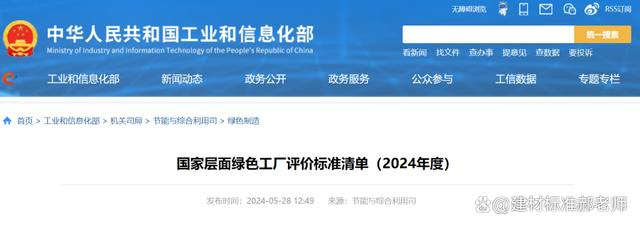 无障碍浏览 RSS订阅
中华人民共和国工业和信息化部
Ministry of Industry and Information Technology of the People's Republic of China
统一搜索
看新闻 找文件 查办事 提意见 查数据 要投诉
工业和信息化部 新闻动态 政务公开 政务服务 公众参与 工信数据 专题专栏
首页 > 工业和信息化部 > 机关司局 > 节能与综合利用司 > 绿色制造
国家层面绿色工厂评价标准清单（2024年度）
发布时间：2024-05-28 12:49 来源：节能与综合利用司
@建材标准郝老师